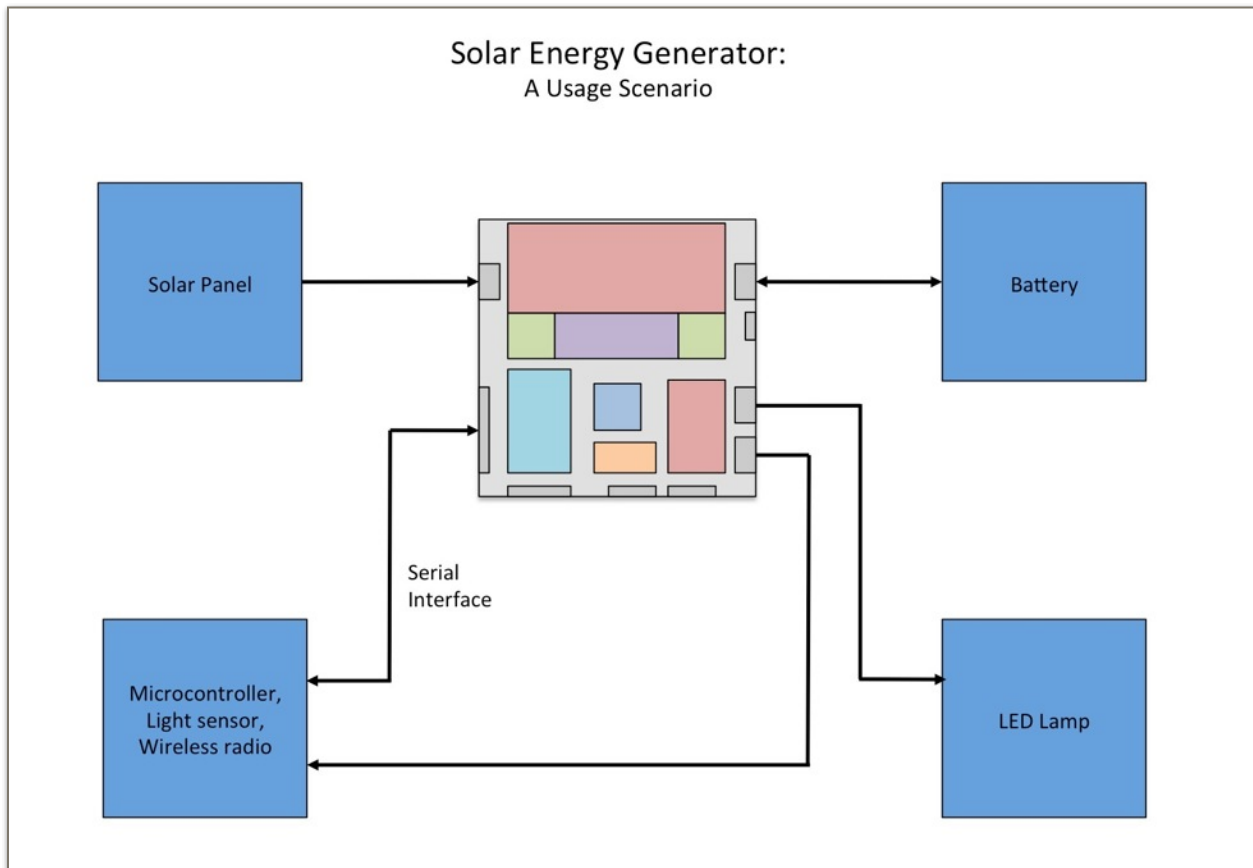 Solar Energy Generator:
A Usage Scenario
Solar Panel
Battery
Serial
Interface
Microcontroller,
Light sensor,
Wireless radio
LED Lamp